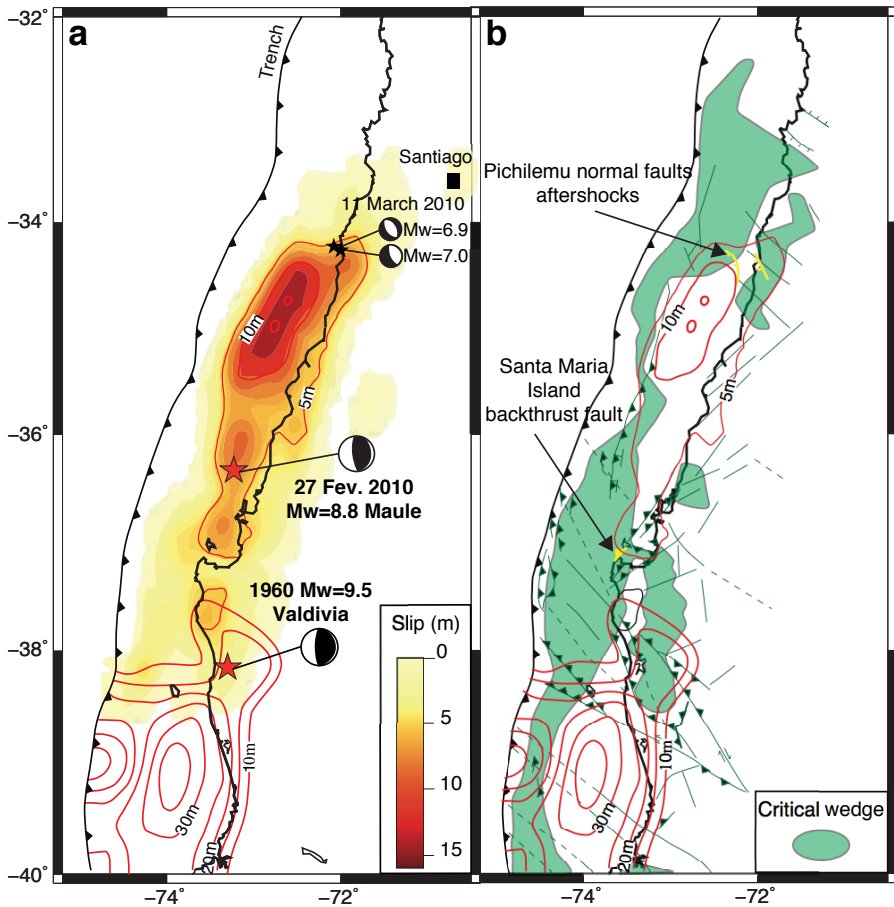 a
b
−32°
−34°
−36°
−38°
−40°
Trench
Santiago
11 March 2010
Mw=6.9
Mw=7.0
10m
5m
27 Fev. 2010
Mw=8.8 Maule
1960 Mw=9.5
Valdivia
10m
30m
20m
Slip (m)
0
5
10
15
−74
−72
Pichilemu normal faults
aftershocks
10m
Santa Maria
Island
backthrust fault
5m
10m
30m
20m
Critical wedge
−74
−72